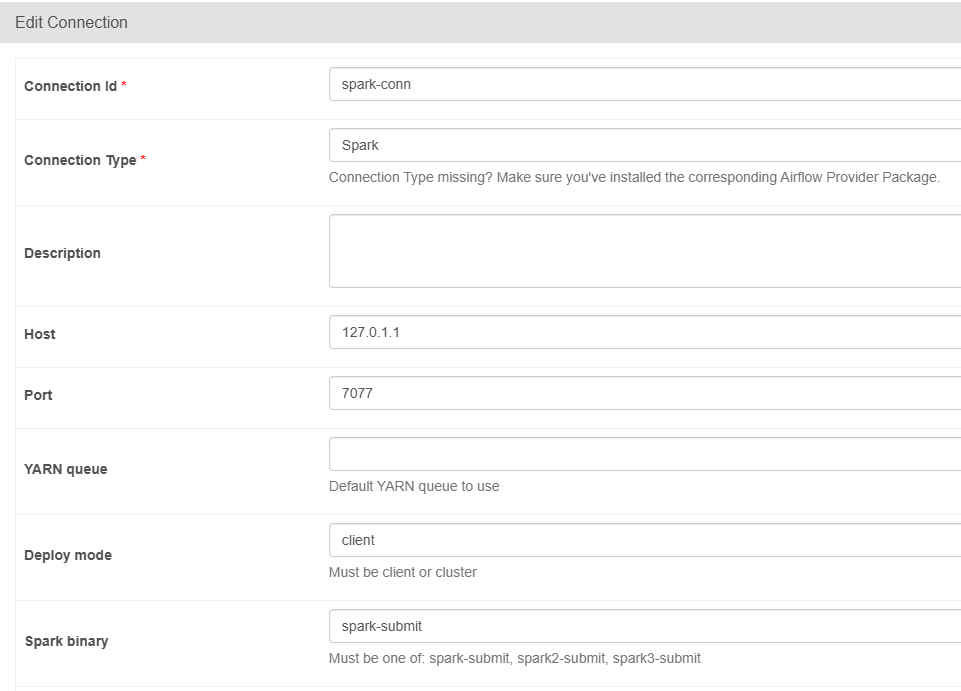 Edit Connection
Connection Id *
spark-conn
Connection Type *
Spark
Connection Type missing? Make sure you've installed the corresponding Airflow Provider Package.
Description
Host
127.0.1.1
Port
7077
YARN queue
Default YARN queue to use
Deploy mode
client
Must be client or cluster
Spark binary
spark-submit
Must be one of: spark-submit, spark2-submit, spark3-submit